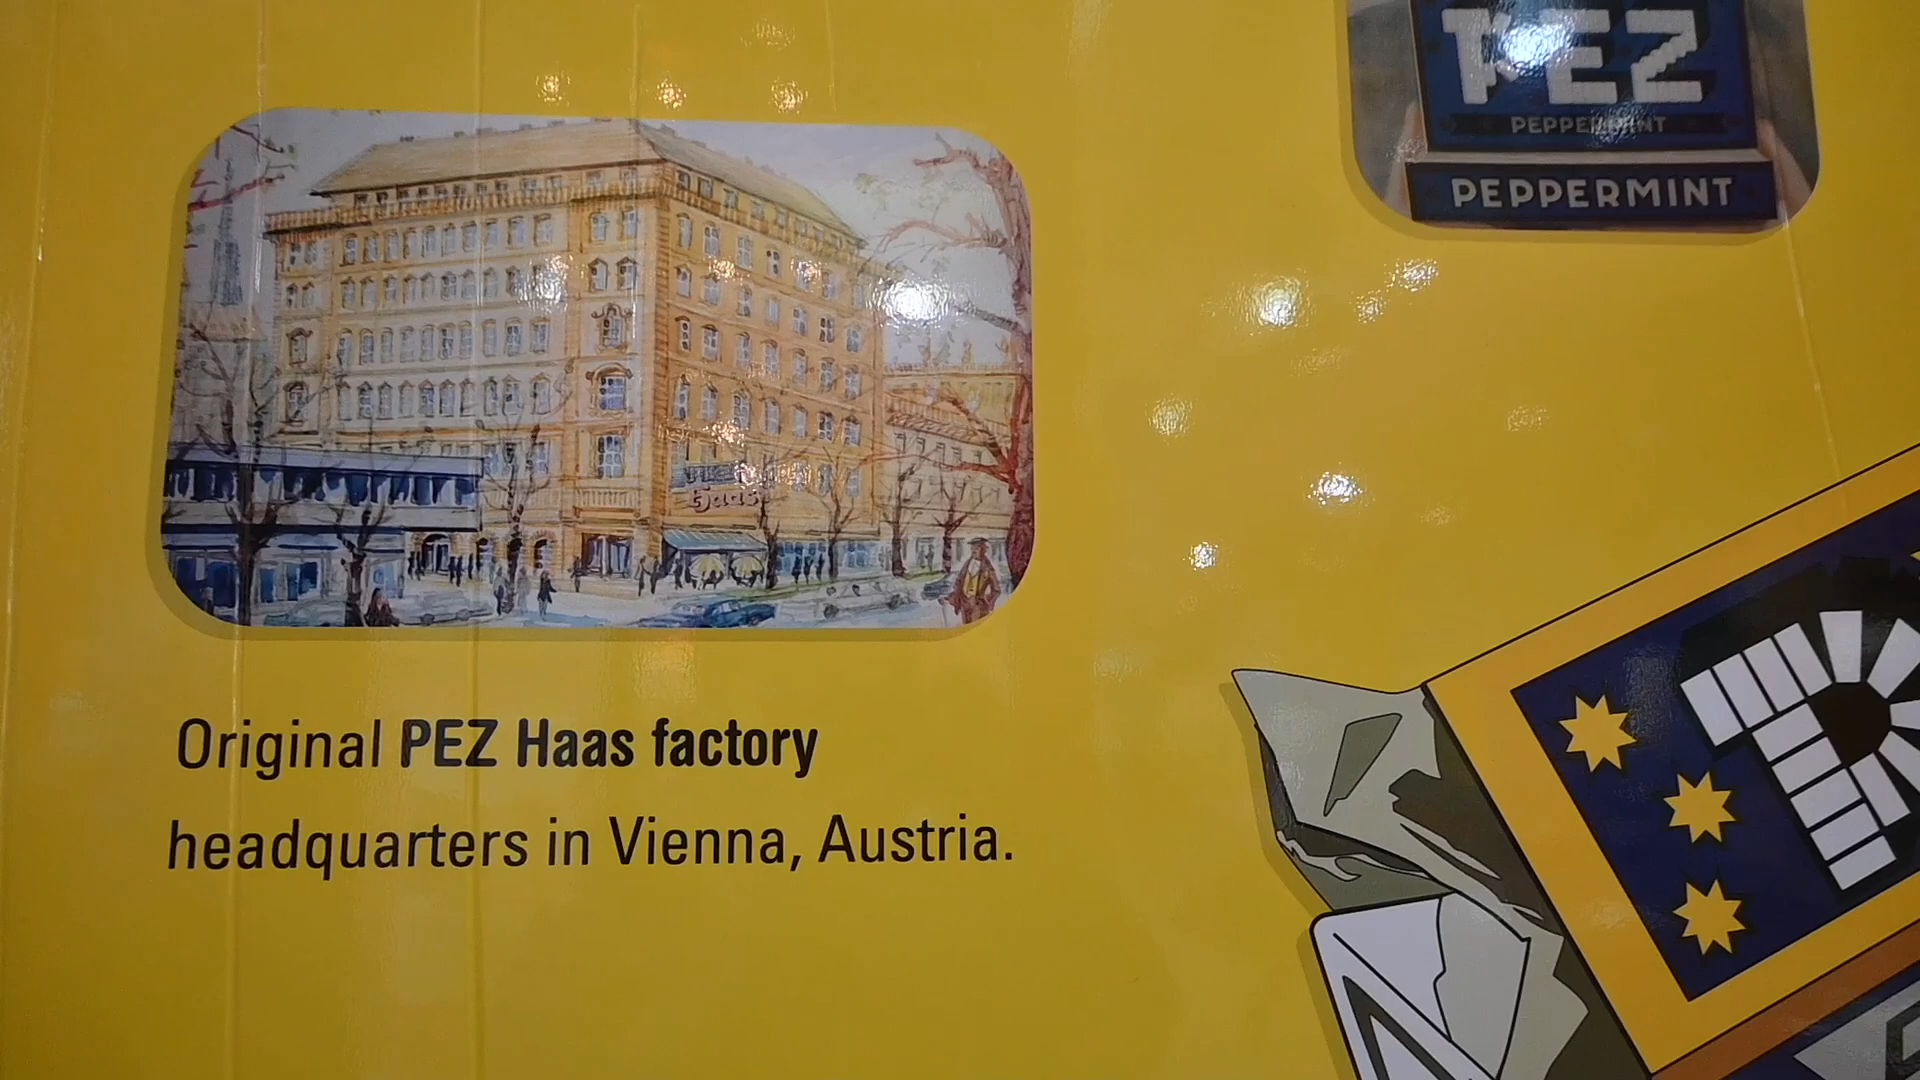 PEZ
PEPPERMINT
PEPPERMINT
Haas
Original PEZ Haas factory
headquarters in Vienna, Austria.